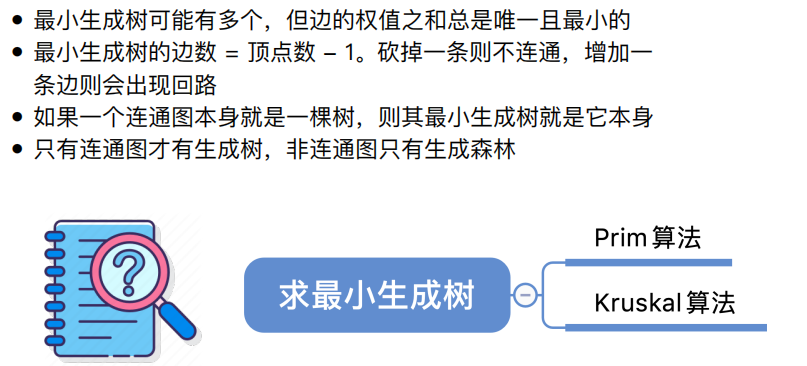 最小生成树可能有多个，但边的权值之和总是唯一且最小的
最小生成树的边数 = 顶点数 – 1。砍掉一条则不连通，增加一
条边则会出现回路
如果一个连通图本身就是一棵树，则其最小生成树就是它本身
只有连通图才有生成树，非连通图只有生成森林
求最小生成树
Prim 算法
Kruskal 算法